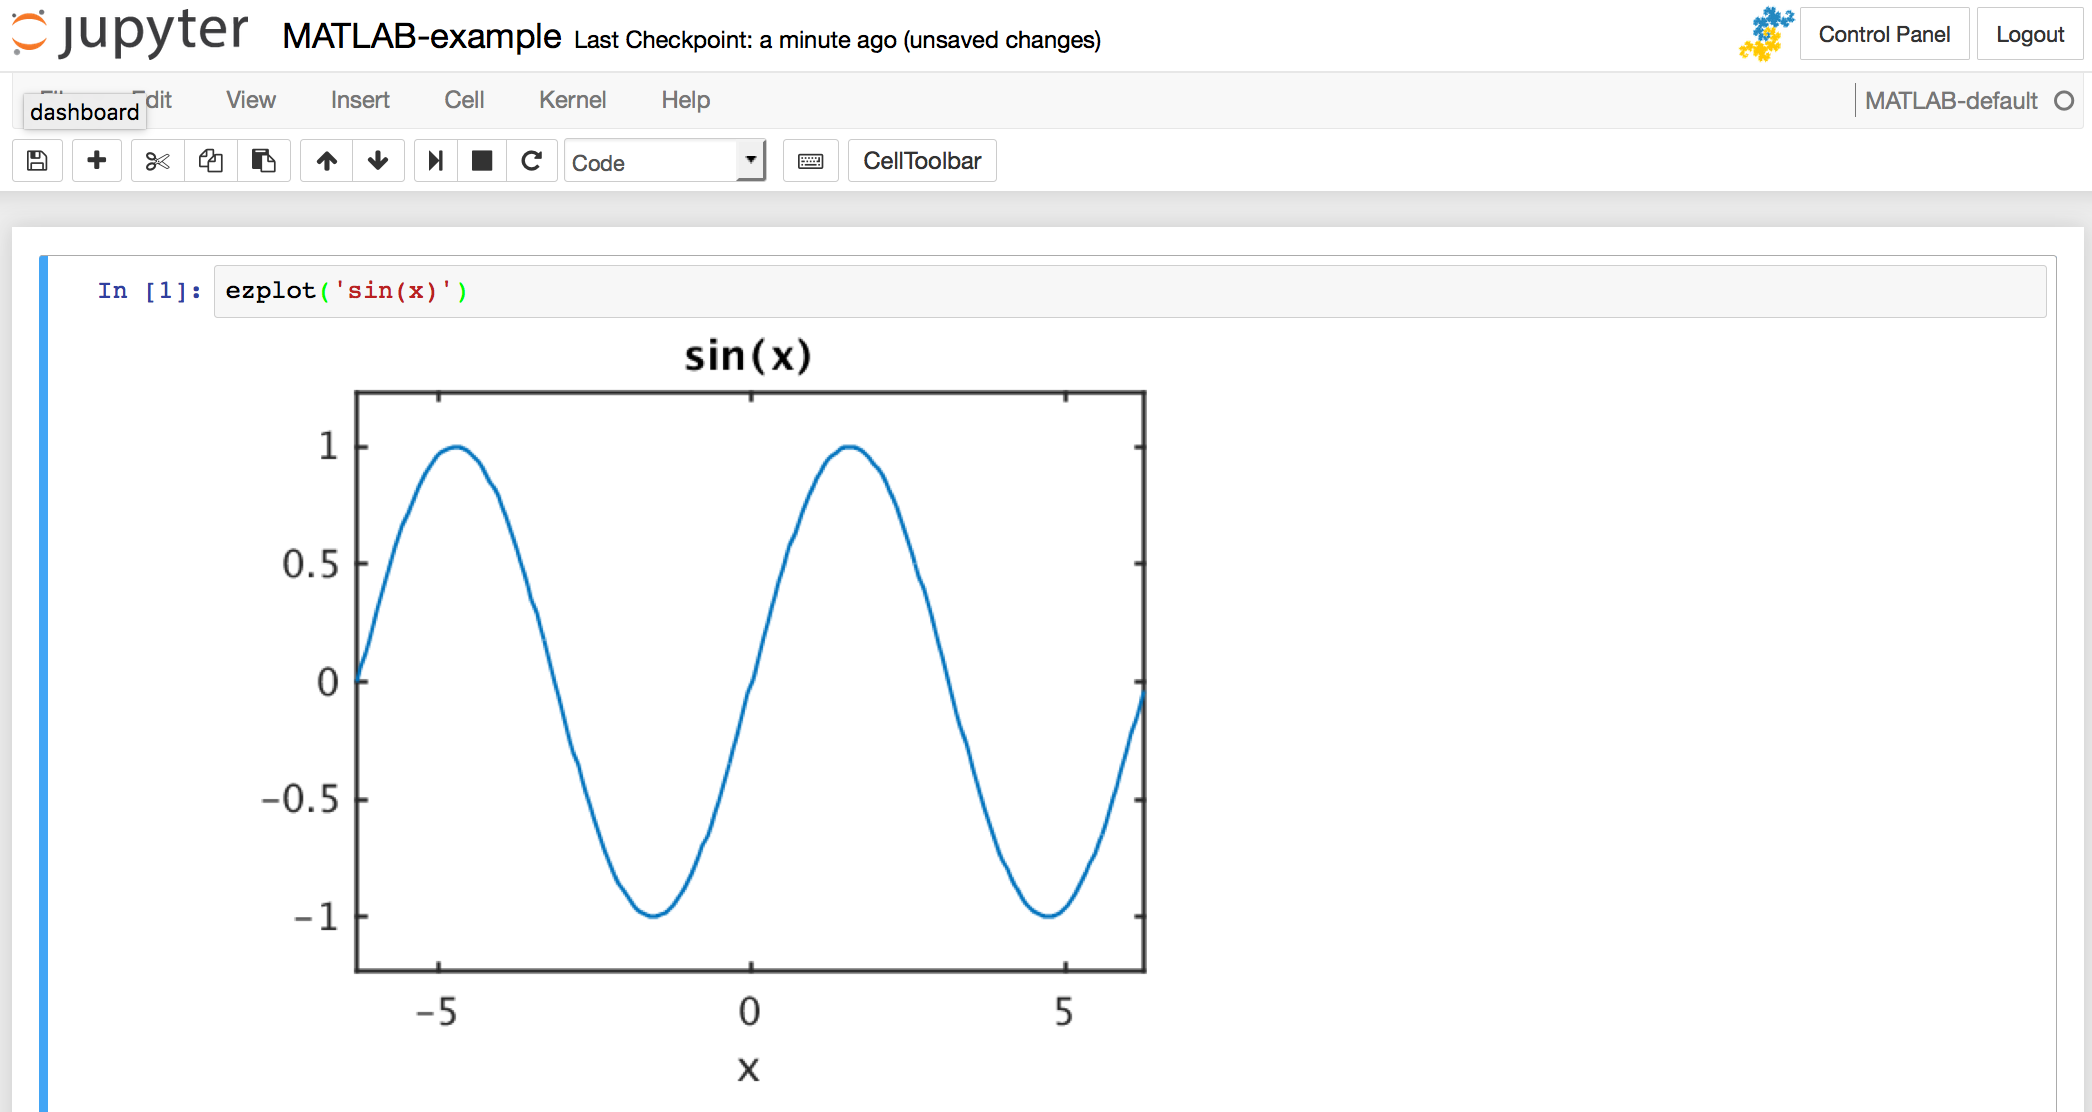 jupyter MATLAB-example Last Checkpoint: a minute ago (unsaved changes) Control Panel Logout
dashboard View Insert Cell Kernel Help MATLAB-default
Code CellToolbar
In [1]: ezplot('sin(x)')
sin(x)
1
0.5
0
-0.5
-1
-5 0 5
x